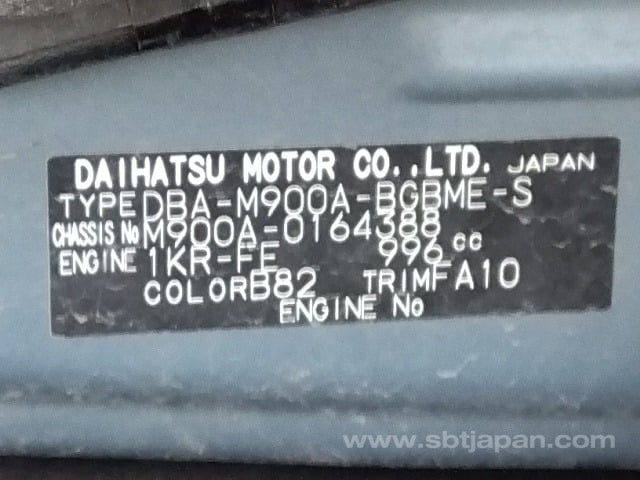 DAIHATSU MOTOR CO.,LTD. JAPAN
TYPE DBA-M900A-BGBME-S
CHASSIS No M900A-0164388
ENGINE 1KR-FE 996 cc
COLOR B82 TRIM FA10
ENGINE No
www.sbtjapan.com